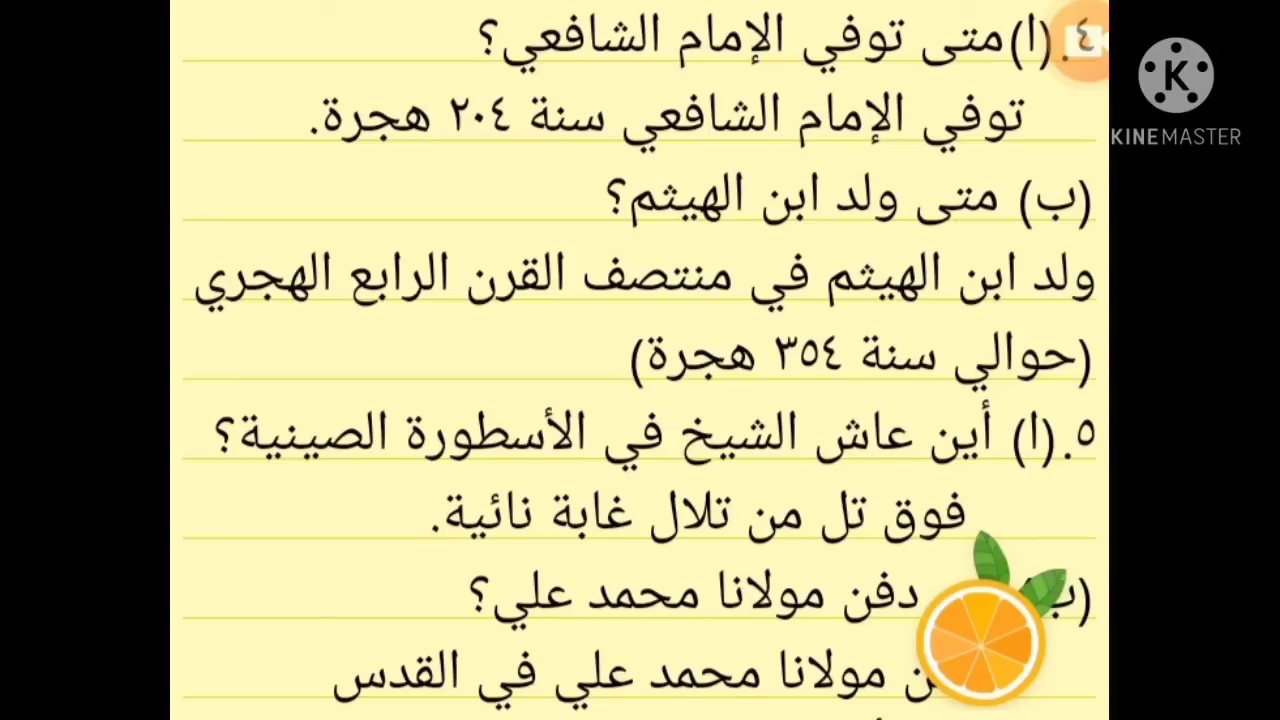 ٤.(ا) متى توفي الإمام الشافعي؟
توفي الإمام الشافعي سنة ٢٠٤ هجرة.
(ب) متى ولد ابن الهيثم؟
ولد ابن الهيثم في منتصف القرن الرابع الهجري
(حوالي سنة ٣٥٤ هجرة)
٥.(ا) أين عاش الشيخ في الأسطورة الصينية؟
فوق تل من تلال غابة نائية.
دفن مولانا محمد علي؟
مولانا محمد علي في القدس
K
KINEMASTER